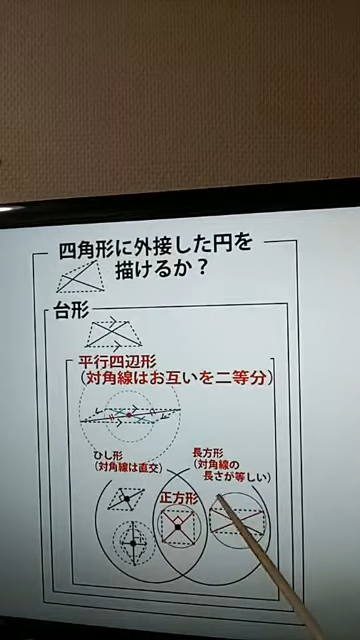 四角形に外接した円を
描けるか？
台形
平行四辺形
（対角線はお互いを二等分）
ひし形
（対角線は直交）
長方形
（対角線の
長さが等しい）
正方形